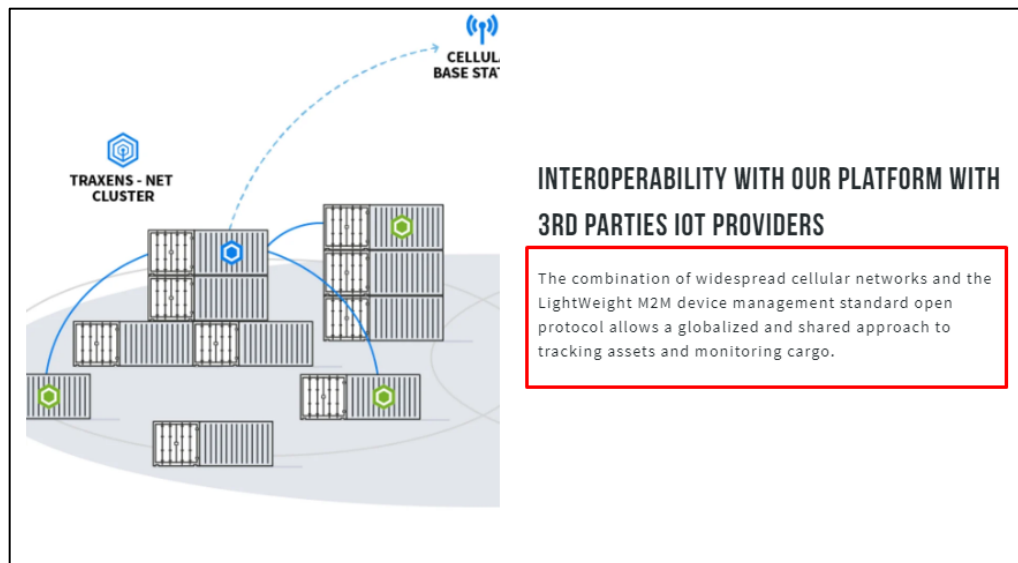 CELLUL
BASE STAT
TRAXENS - NET
CLUSTER
INTEROPERABILITY WITH OUR PLATFORM WITH
3RD PARTIES IOT PROVIDERS
The combination of widespread cellular networks and the
LightWeight M2M device management standard open
protocol allows a globalized and shared approach to
tracking assets and monitoring cargo.